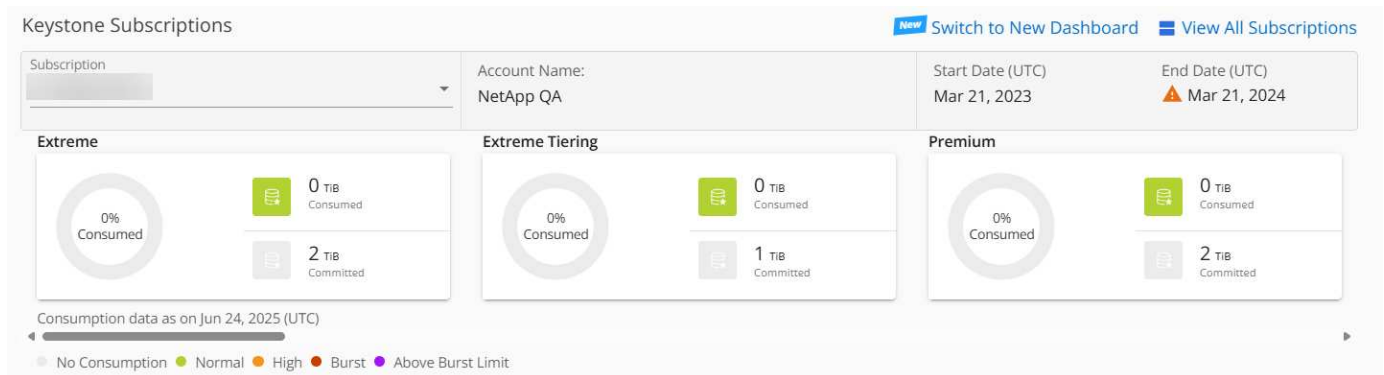 Keystone Subscriptions
New Switch to New Dashboard View All Subscriptions
Subscription
Account Name:
NetApp QA
Start Date (UTC)
Mar 21, 2023
End Date (UTC)
Mar 21, 2024
Extreme
0%
Consumed
0 TiB
Consumed
2 TiB
Committed
Extreme Tiering
0%
Consumed
0 TiB
Consumed
1 TiB
Committed
Premium
0%
Consumed
0 TiB
Consumed
2 TiB
Committed
Consumption data as on Jun 24, 2025 (UTC)
No Consumption Normal High Burst Above Burst Limit